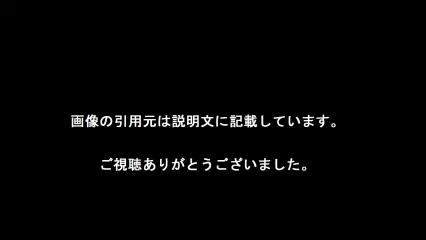 画像の引用元は説明文に記載しています。
ご視聴ありがとうございました。